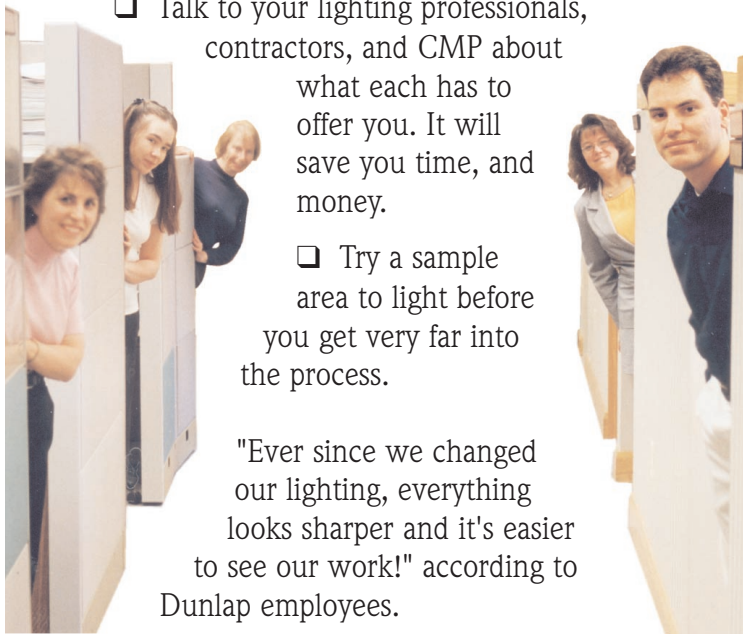 ❑ Talk to your lighting professionals,
contractors, and CMP about
what each has to
offer you. It will
save you time, and
money.
❑ Try a sample
area to light before
you get very far into
the process.
"Ever since we changed
our lighting, everything
looks sharper and it's easier
to see our work!" according to
Dunlap employees.